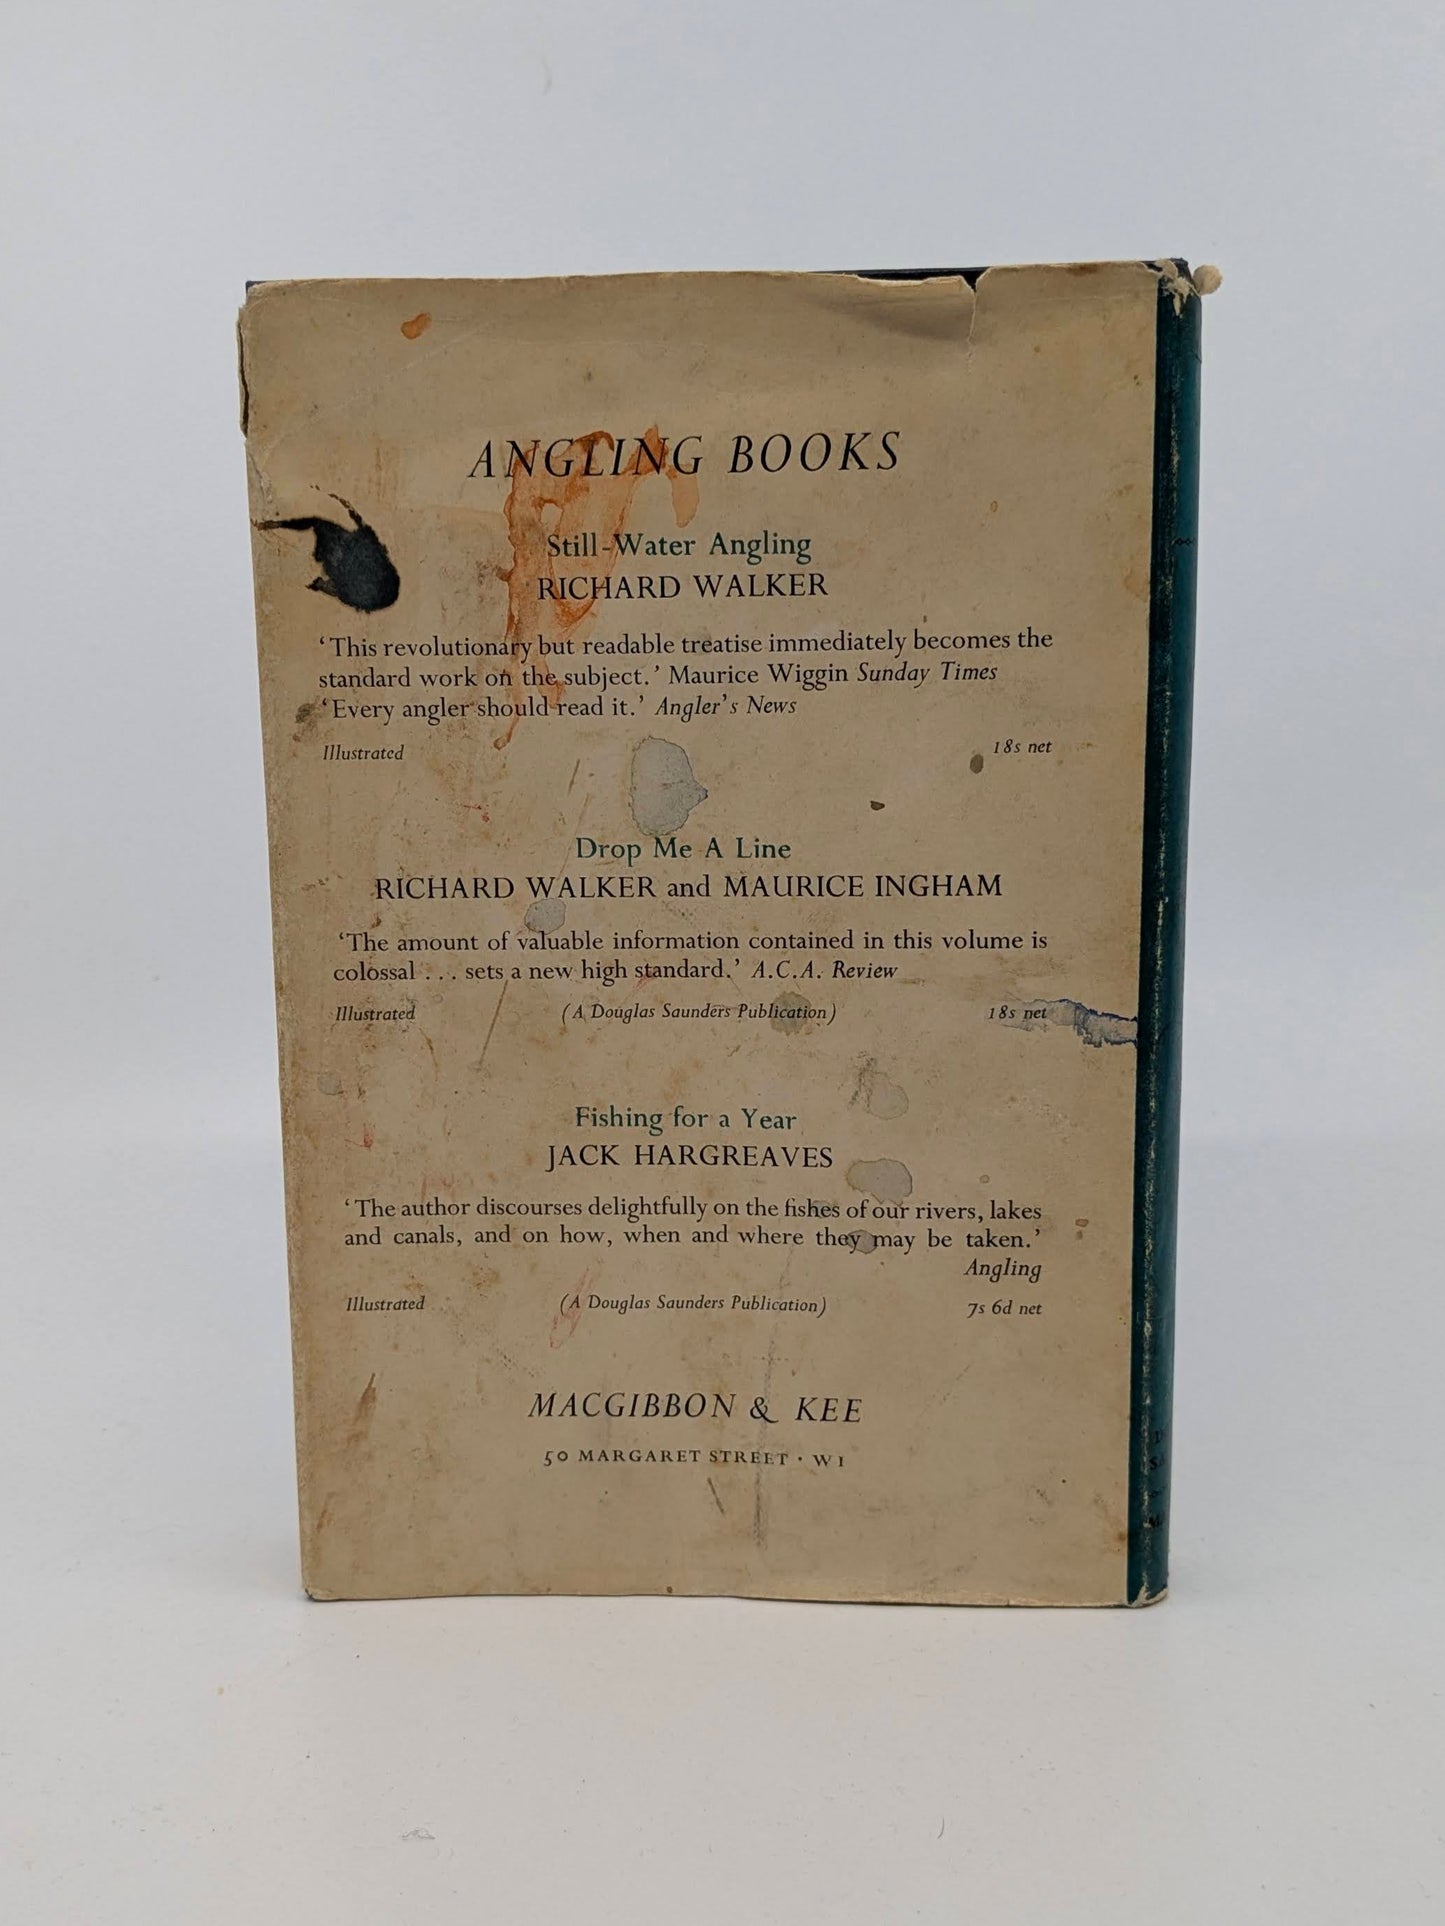 ANGLING BOOKS
Still-Water Angling
RICHARD WALKER
‘This revolutionary but readable treatise immediately becomes the
standard work on the subject.’ Maurice Wiggin Sunday Times
‘Every angler should read it.’ Angler’s News
Illustrated 18s net
Drop Me A Line
RICHARD WALKER and MAURICE INGHAM
‘The amount of valuable information contained in this volume is
colossal . . . sets a new high standard.’ A.C.A. Review
Illustrated (A Douglas Saunders Publication) 18s net
Fishing for a Year
JACK HARGREAVES
‘The author discourses delightfully on the fishes of our rivers, lakes
and canals, and on how, when and where they may be taken.’
Angling
Illustrated (A Douglas Saunders Publication) 7s 6d net
MACGIBBON & KEE
50 MARGARET STREET · W1